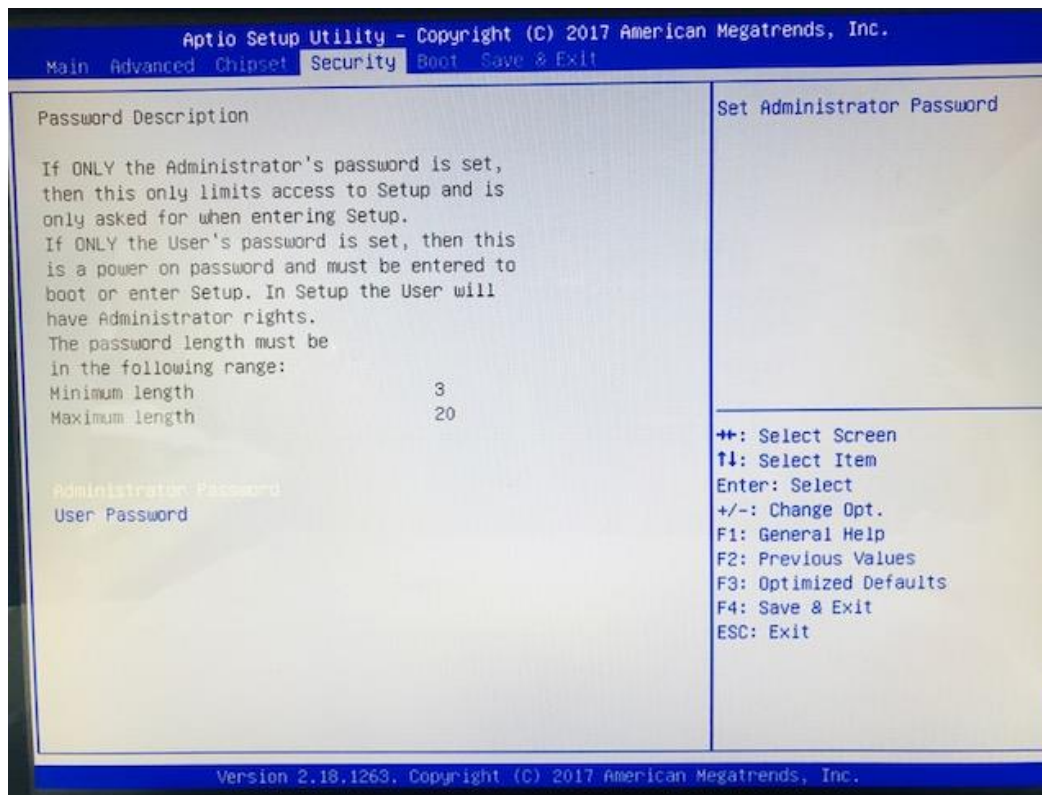 Aptio Setup Utility – Copyright (C) 2017 American Megatrends, Inc.
Main Advanced Chipset Security Boot Save & Exit
Password Description
If ONLY the Administrator's password is set,
then this only limits access to Setup and is
only asked for when entering Setup.
If ONLY the User's password is set, then this
is a power on password and must be entered to
boot or enter Setup. In Setup the User will
have Administrator rights.
The password length must be
in the following range:
Minimum length 3
Maximum length 20
Administrator Password
User Password
Set Administrator Password
→←: Select Screen
↑↓: Select Item
Enter: Select
+/-: Change Opt.
F1: General Help
F2: Previous Values
F3: Optimized Defaults
F4: Save & Exit
ESC: Exit
Version 2.18.1263. Copyright (C) 2017 American Megatrends, Inc.